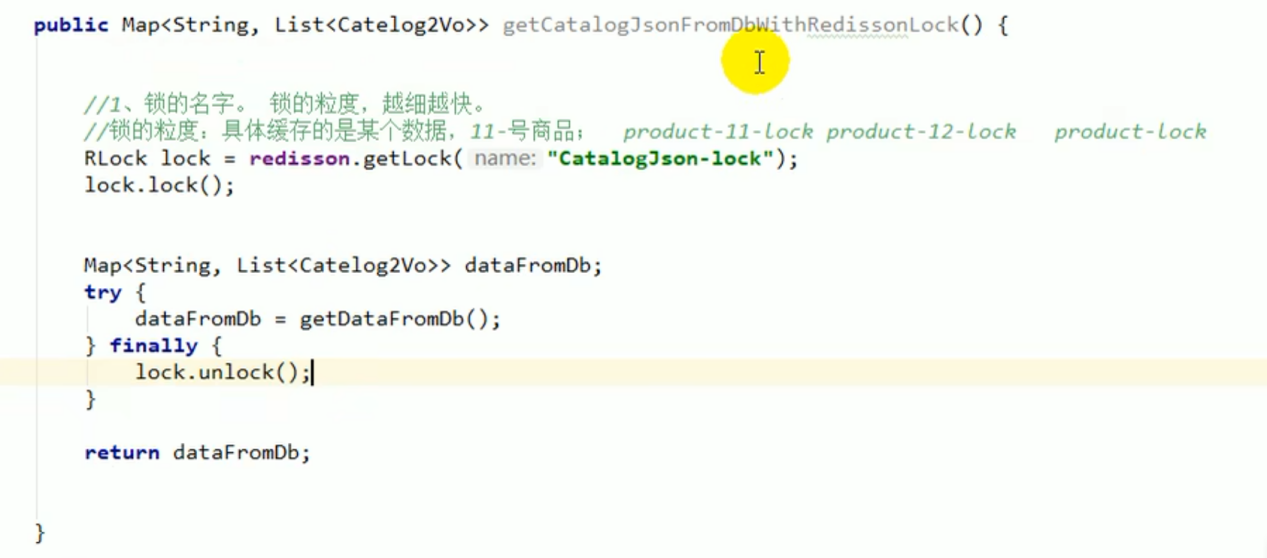 public Map<String, List<Catelog2Vo>> getCatalogJsonFromDbWithRedissonLock() {
//1、锁的名字。 锁的粒度，越细越快。
//锁的粒度：具体缓存的是某个数据，11-号商品； product-11-lock product-12-lock product-lock
RLock lock = redisson.getLock( name: "CatalogJson-lock");
lock.lock();
Map<String, List<Catelog2Vo>> dataFromDb;
try {
dataFromDb = getDataFromDb();
} finally {
lock.unlock();
}
return dataFromDb;
}